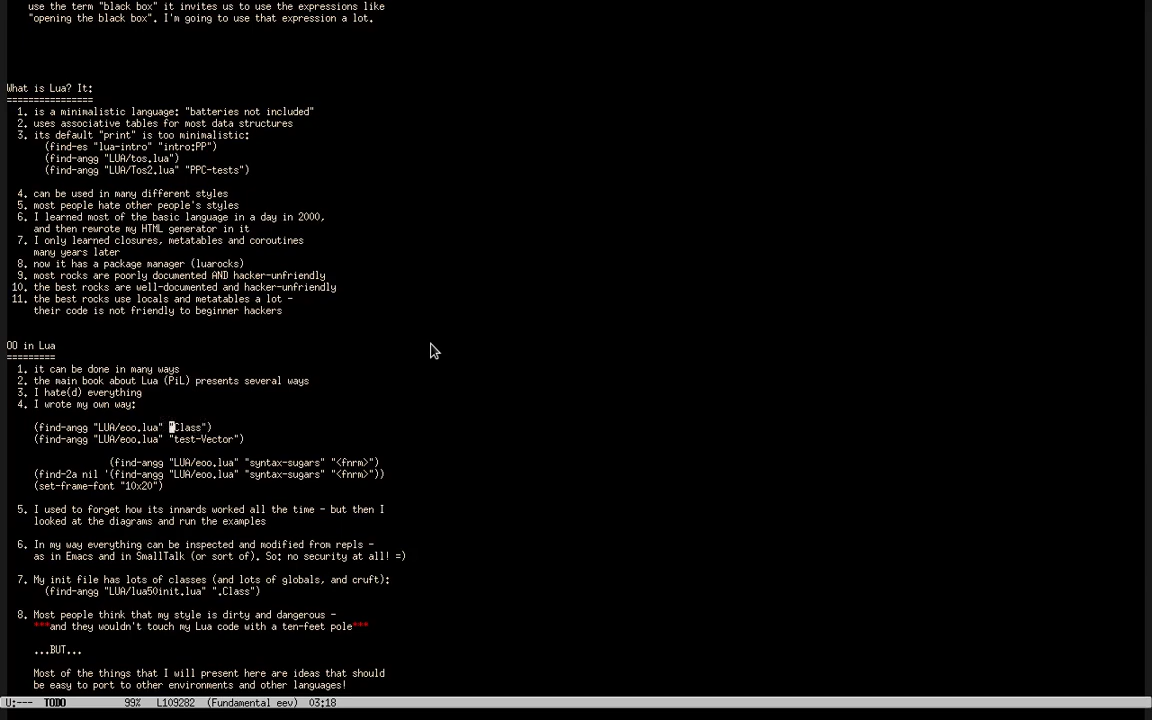 use the term "black box" it invites us to use the expressions like
"opening the black box". I'm going to use that expression a lot.
What is Lua? It:
================
1. is a minimalistic language: "batteries not included"
2. uses associative tables for most data structures
3. its default "print" is too minimalistic:
(find-es "lua-intro" "intro:PP")
(find-angg "LUA/tos.lua")
(find-angg "LUA/Tos2.lua" "PPC-tests")
4. can be used in many different styles
5. most people hate other people's styles
6. I learned most of the basic language in a day in 2000,
and then rewrote my HTML generator in it
7. I only learned closures, metatables and coroutines
many years later
8. now it has a package manager (luarocks)
9. most rocks are poorly documented AND hacker-unfriendly
10. the best rocks are well-documented and hacker-unfriendly
11. the best rocks use locals and metatables a lot -
their code is not friendly to beginner hackers
OO in Lua
=========
1. it can be done in many ways
2. the main book about Lua (PiL) presents several ways
3. I hate(d) everything
4. I wrote my own way:
(find-angg "LUA/eoo.lua" "Class")
(find-angg "LUA/eoo.lua" "test-Vector")
(find-angg "LUA/eoo.lua" "syntax-sugars" "<fnrm>")
(find-2a nil '(find-angg "LUA/eoo.lua" "syntax-sugars" "<fnrm>"))
(set-frame-font "10x20")
5. I used to forget how its innards worked all the time - but then I
looked at the diagrams and run the examples
6. In my way everything can be inspected and modified from repls -
as in Emacs and in SmallTalk (or sort of). So: no security at all! =)
7. My init file has lots of classes (and lots of globals, and cruft):
(find-angg "LUA/lua50init.lua" ".Class")
8. Most people think that my style is dirty and dangerous -
***and they wouldn't touch my Lua code with a ten-feet pole***
...BUT...
Most of the things that I will present here are ideas that should
be easy to port to other environments and other languages!
U:--- TODO 99% L109282 (Fundamental eev) 03:18